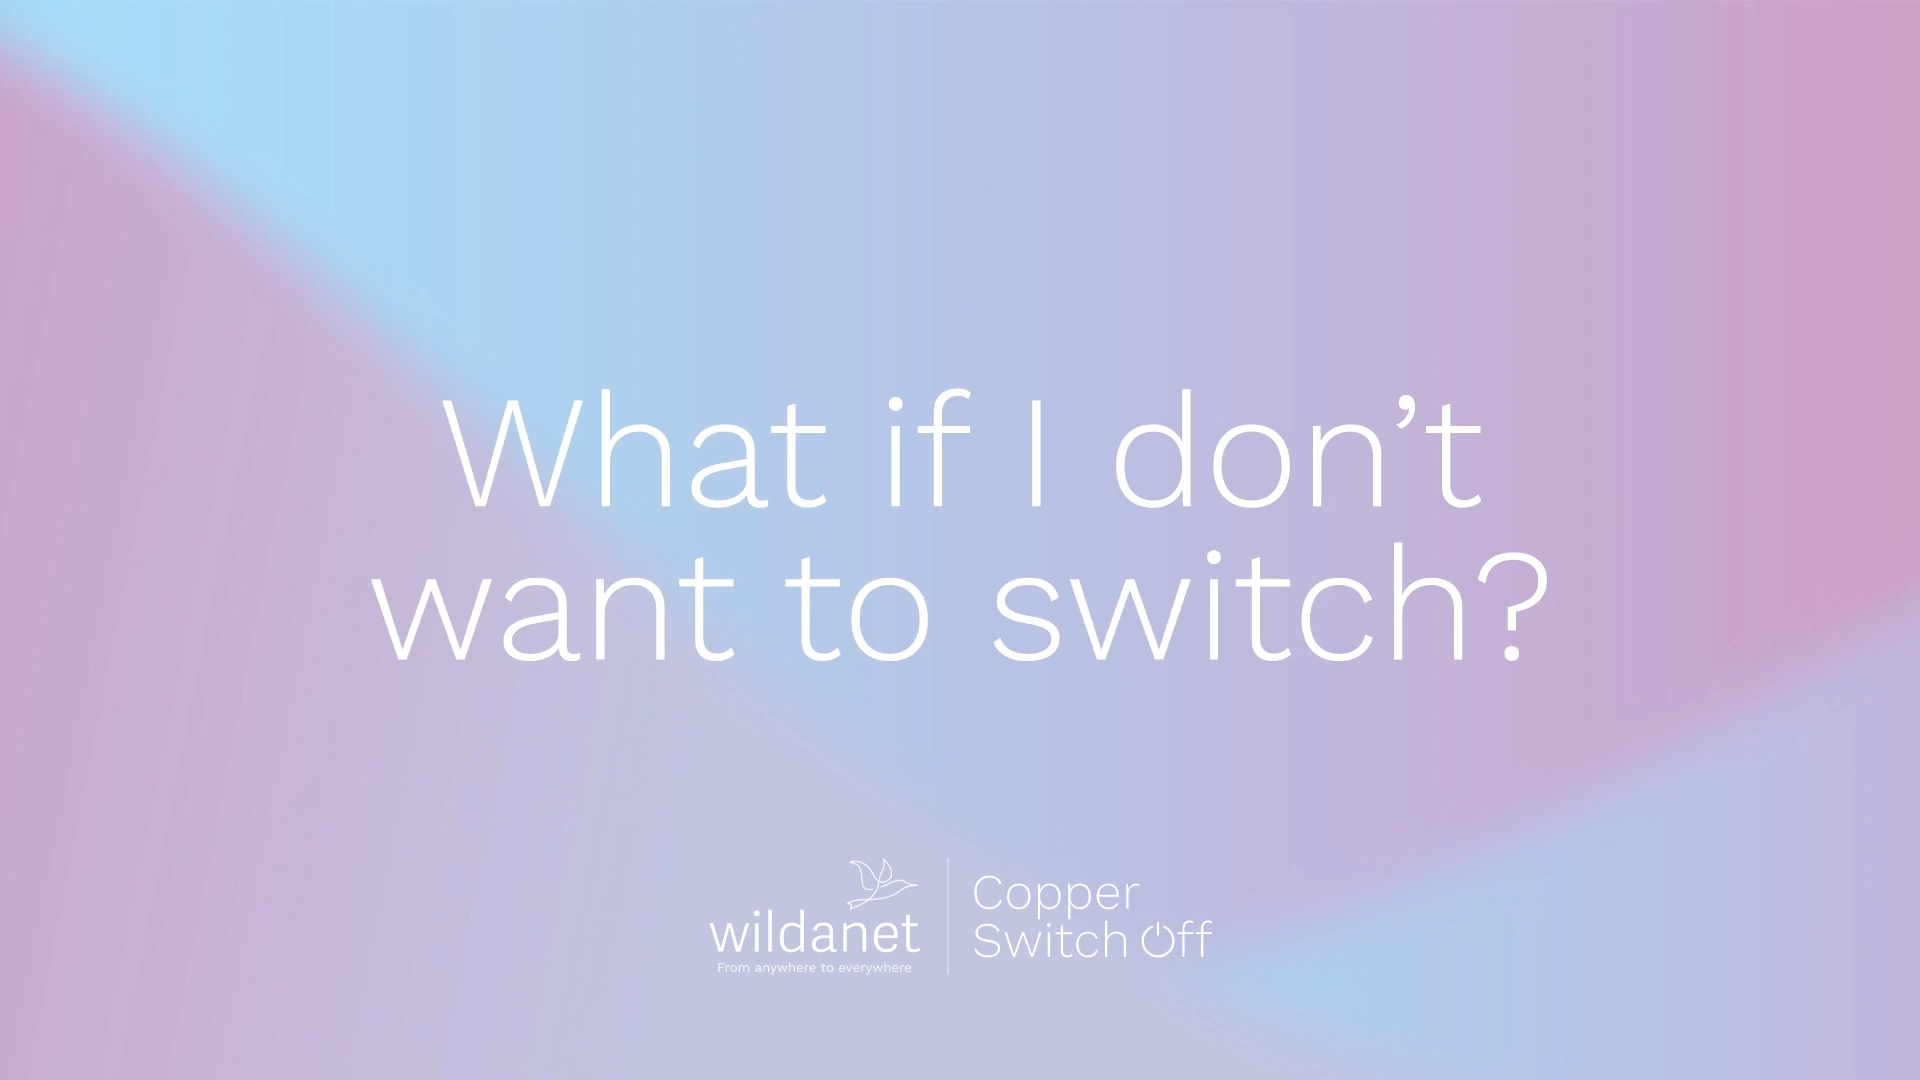 What if I don’t
want to switch?
wildanet
From anywhere to everywhere
Copper
Switch Off